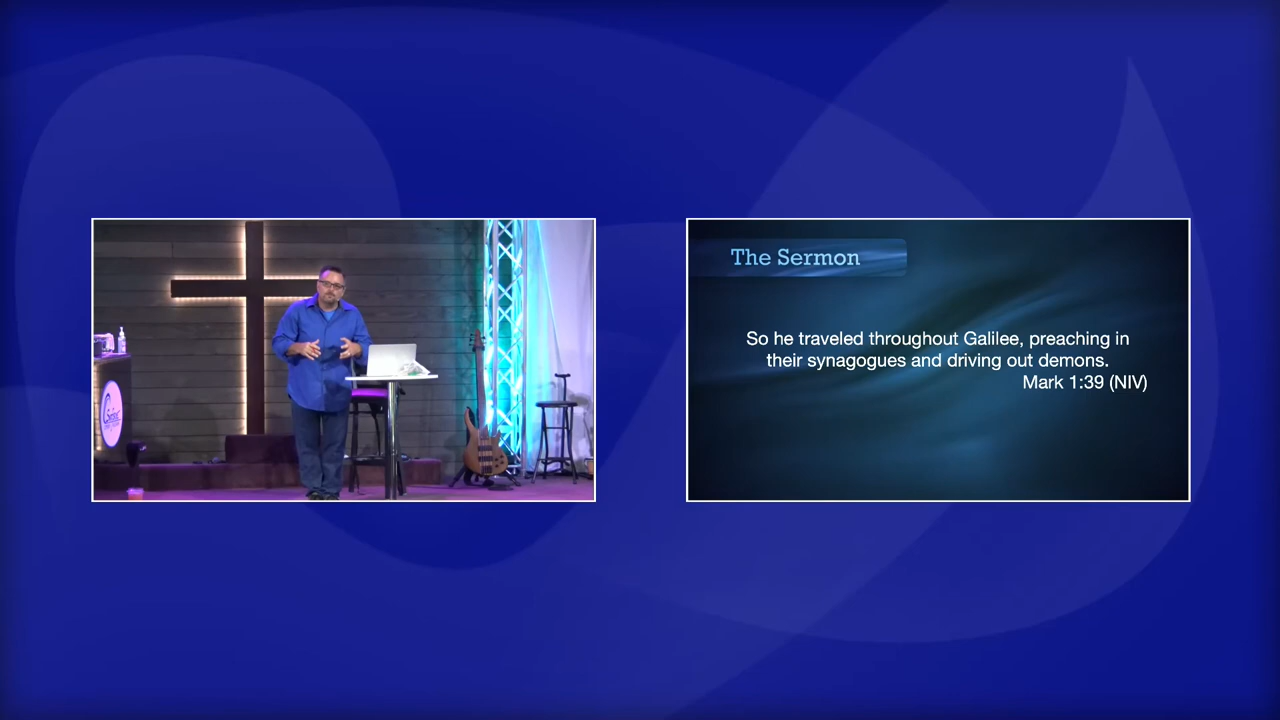 The Sermon
So he traveled throughout Galilee, preaching in
their synagogues and driving out demons.
Mark 1:39 (NIV)